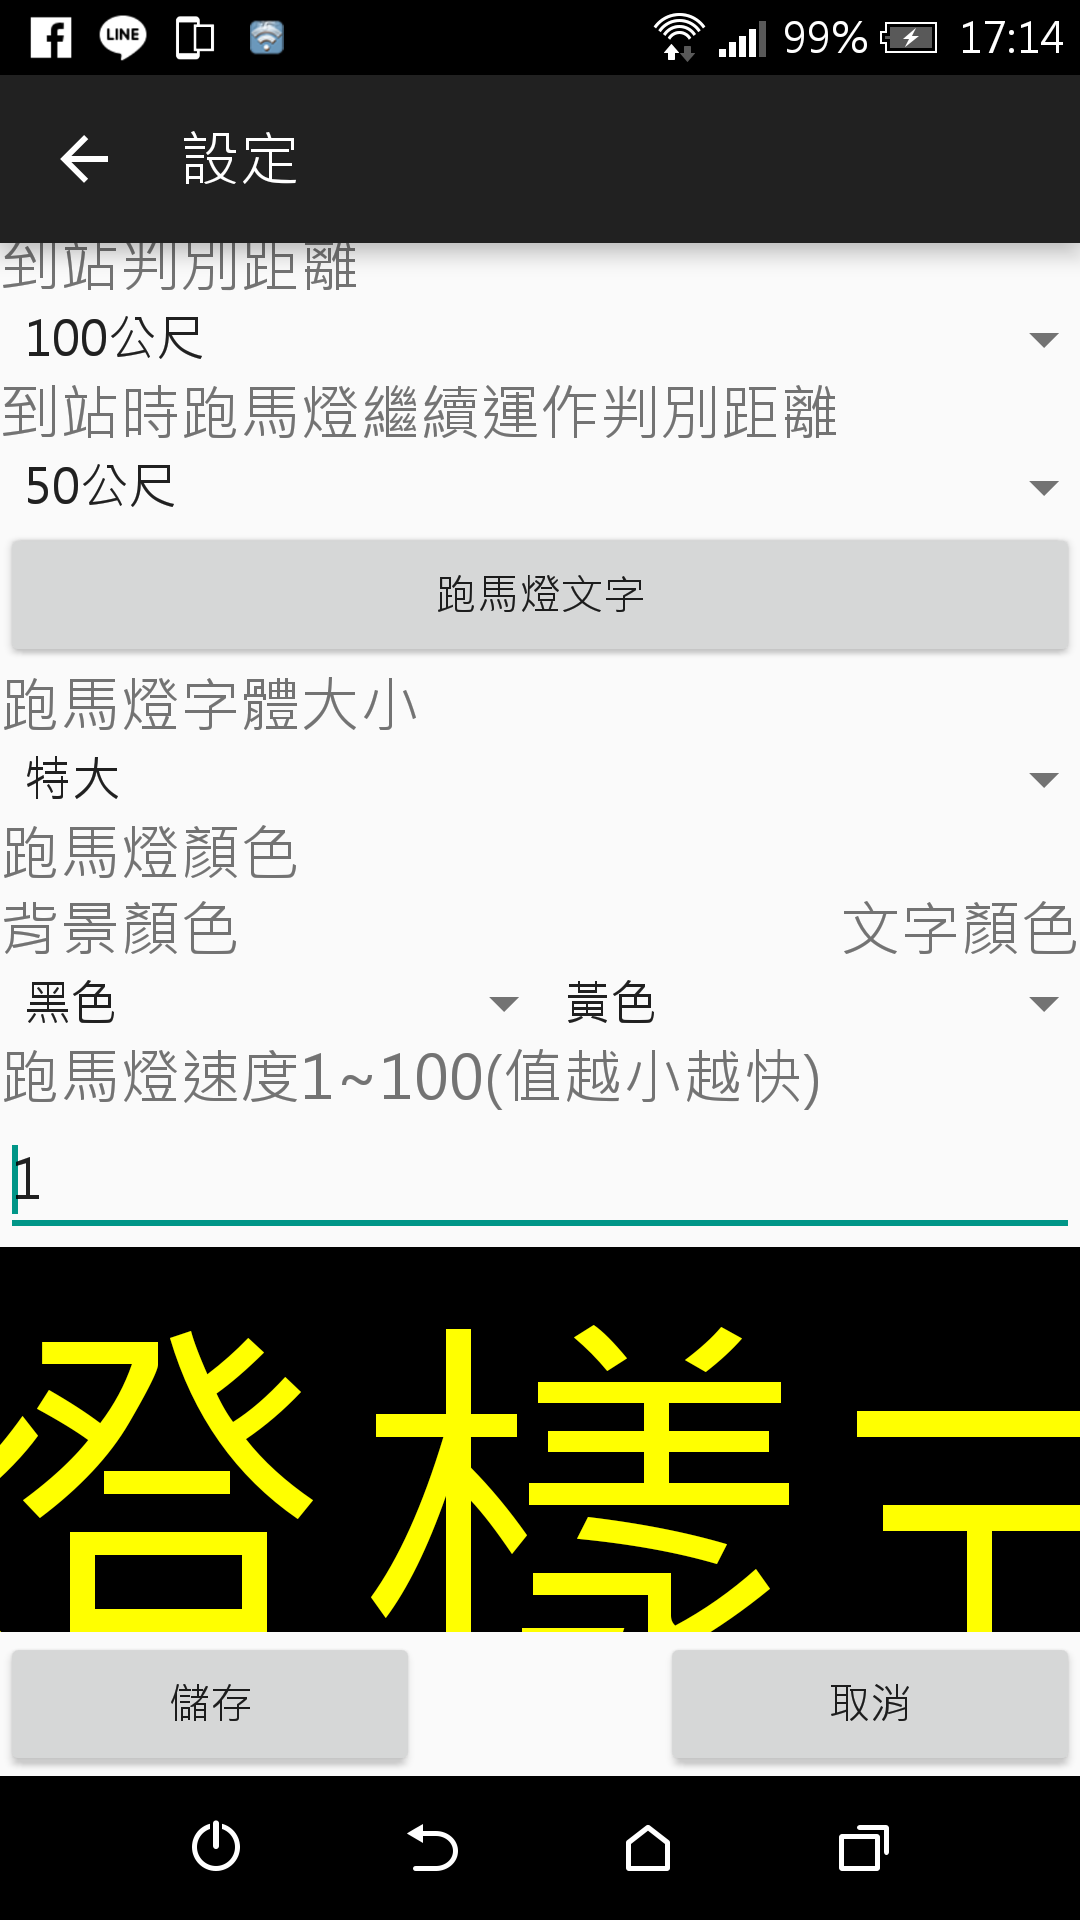 LINE 99% 17:14
設定
到站判別距離
100公尺
到站時跑馬燈繼續運作判別距離
50公尺
跑馬燈文字
跑馬燈字體大小
特大
跑馬燈顏色
背景顏色 文字顏色
黑色 黃色
跑馬燈速度1~100(值越小越快)
1
燈樣示
儲存 取消